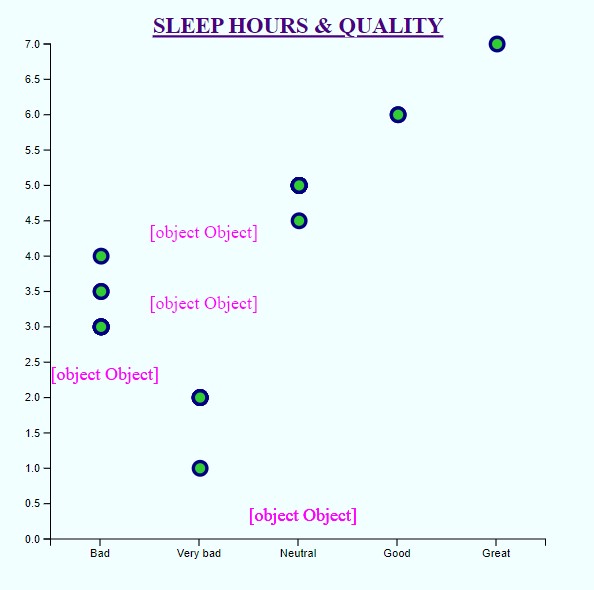 SLEEP HOURS & QUALITY
7.0
6.5
6.0
5.5
5.0
4.5
[object Object]
4.0
3.5
[object Object]
3.0
2.5
[object Object]
2.0
1.5
1.0
0.5
[object Object]
0.0
Bad Very bad Neutral Good Great